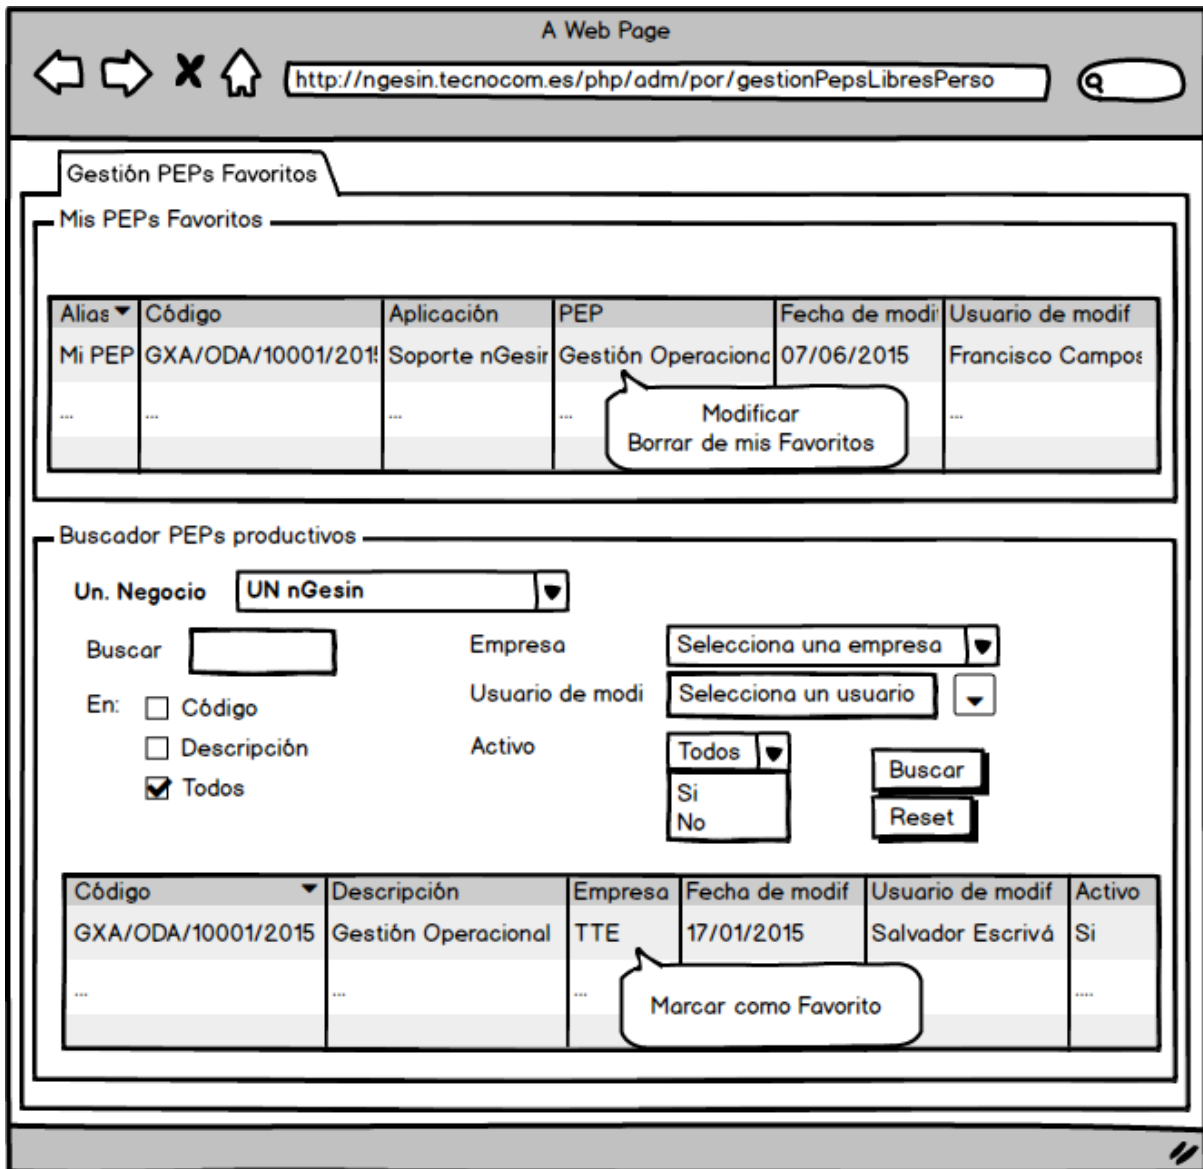 A Web Page
http://ngesin.tecnocom.es/php/adm/por/gestionPepsLibresPerso
Gestión PEPs Favoritos
Mis PEPs Favoritos
Alias Código Aplicación PEP Fecha de modi Usuario de modif
Mi PEP GXA/ODA/10001/201 Soporte nGesin Gestión Operaciona 07/06/2015 Francisco Campos
... ... ... ... ...
Modificar
Borrar de mis Favoritos
Buscador PEPs productivos
Un. Negocio UN nGesin
Buscar Empresa Selecciona una empresa
En: Código Usuario de modi Selecciona un usuario
Descripción Activo Todos Buscar
Todos Si
No Reset
Código Descripción Empresa Fecha de modif Usuario de modif Activo
GXA/ODA/10001/2015 Gestión Operacional TTE 17/01/2015 Salvador Escrivá Si
... ... ... ....
Marcar como Favorito